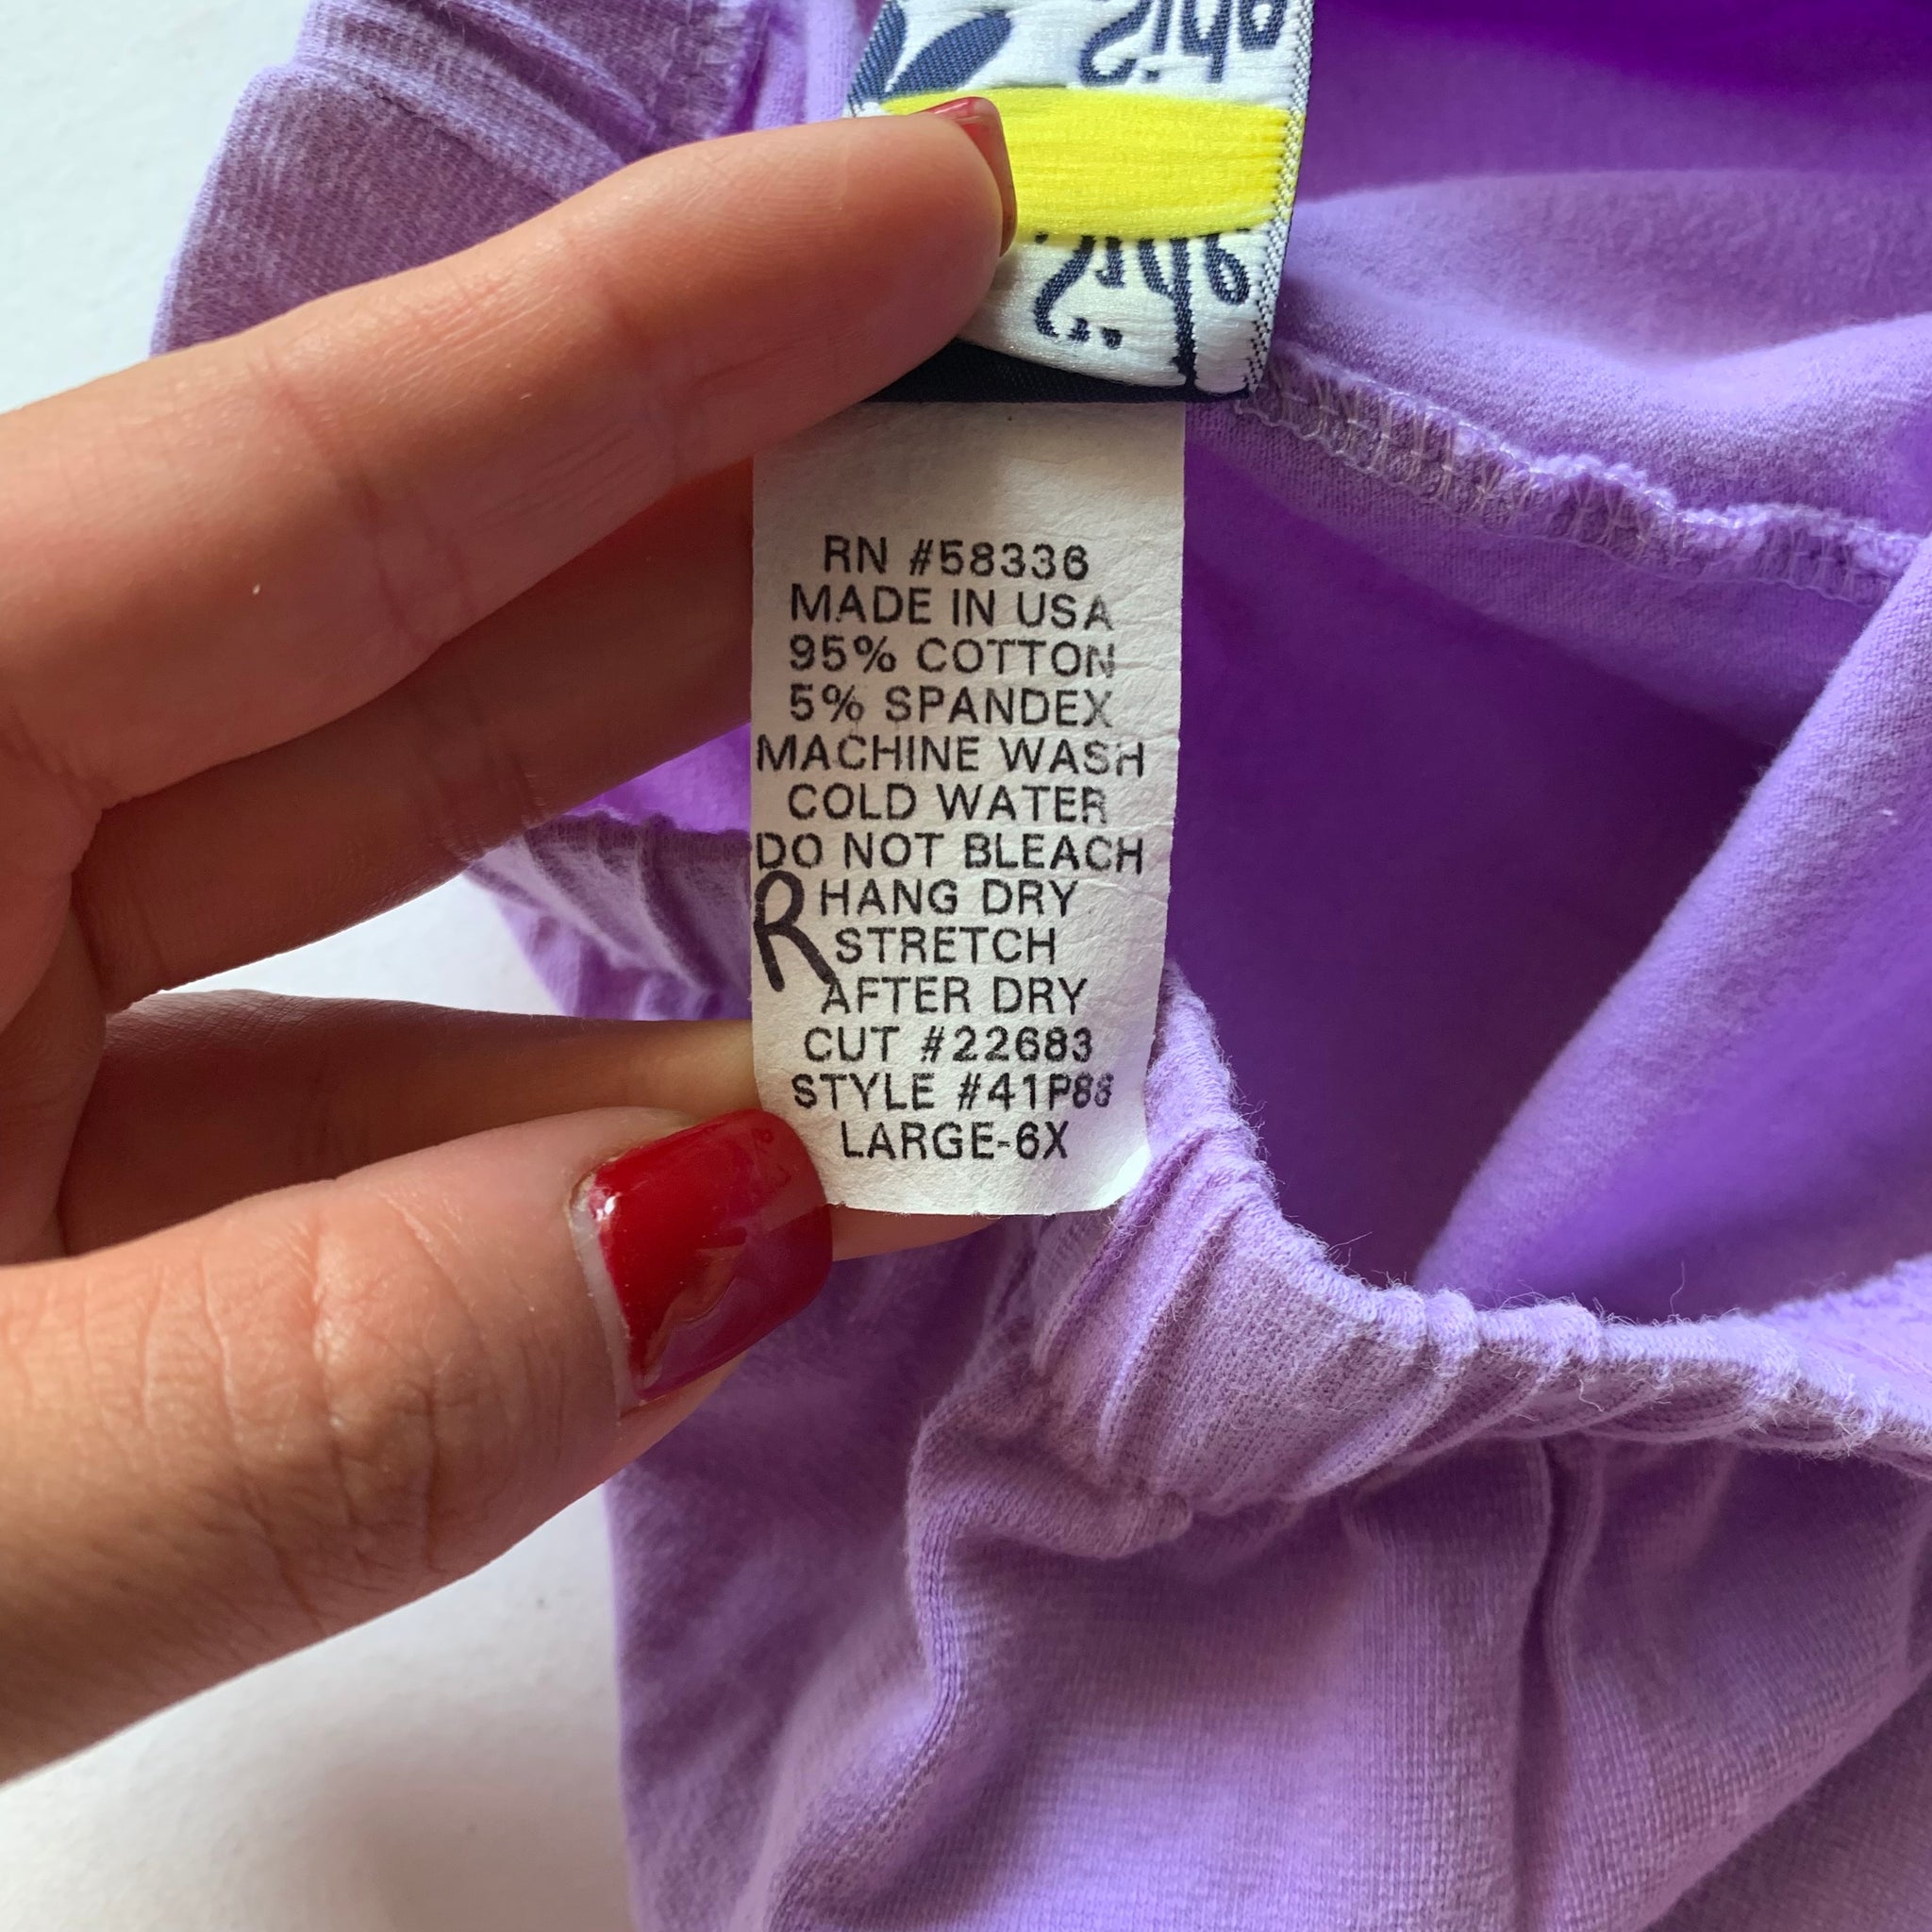 RN #58336
MADE IN USA
95% COTTON
5% SPANDEX
MACHINE WASH
COLD WATER
DO NOT BLEACH
R HANG DRY
STRETCH
AFTER DRY
CUT #22683
STYLE #41P88
LARGE-6X